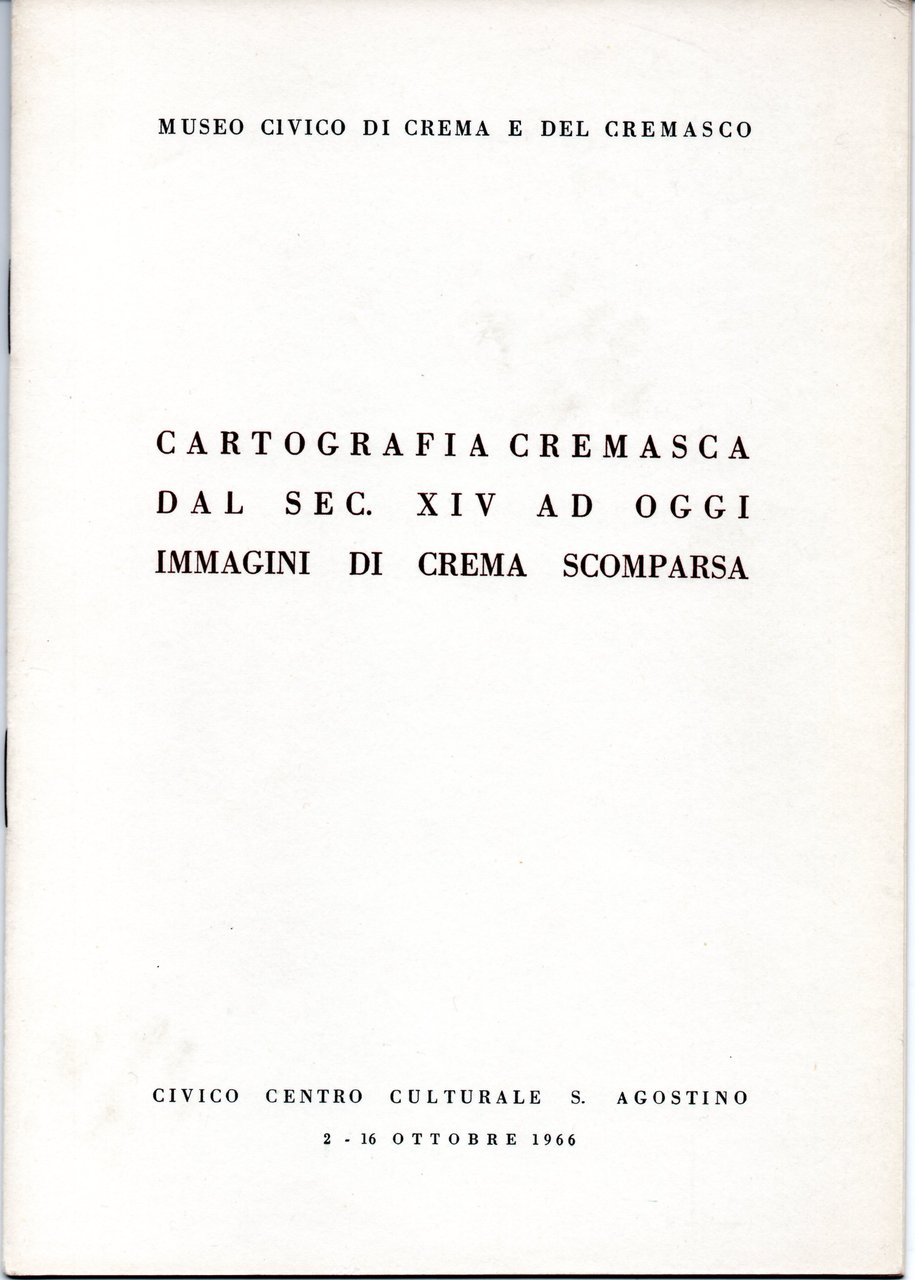 MUSEO CIVICO DI CREMA E DEL CREMASCO
CARTOGRAFIA CREMASCA
DAL SEC. XIV AD OGGI
IMMAGINI DI CREMA SCOMPARSA
CIVICO CENTRO CULTURALE S. AGOSTINO
2 - 16 OTTOBRE 1966